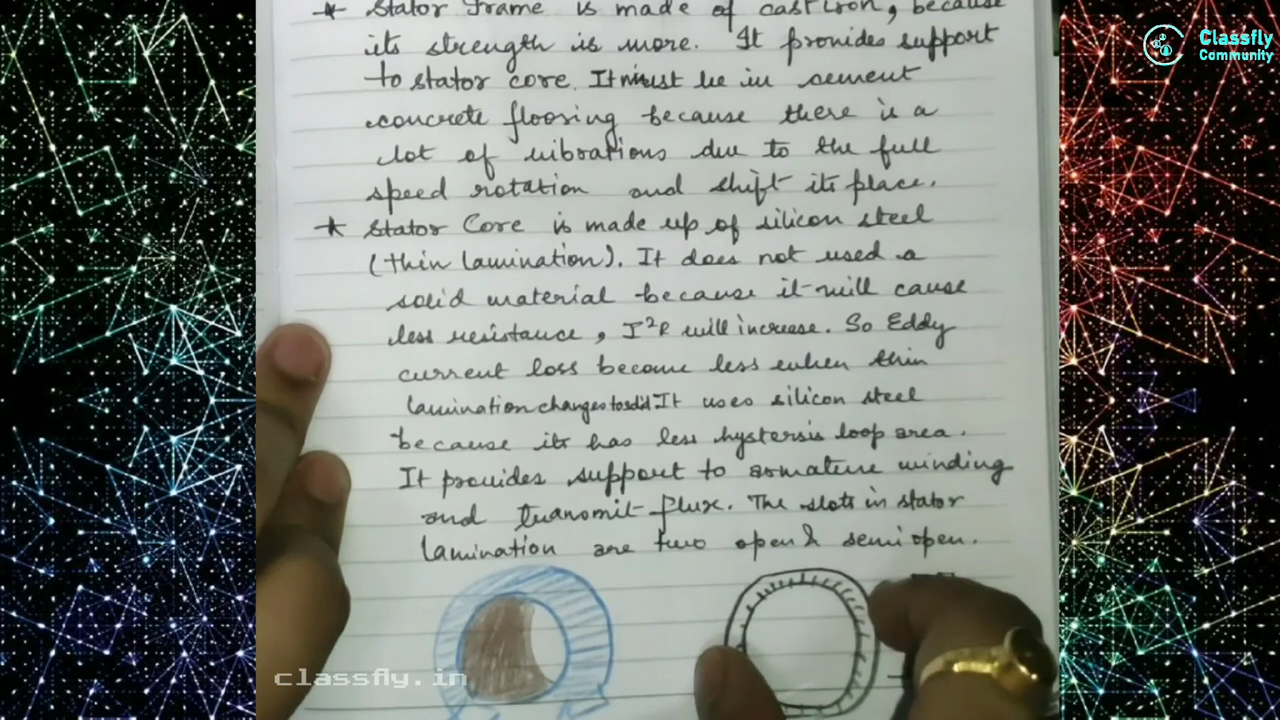 * Stator Frame is made of cast iron, because
its strength is more. It provides support
to stator core. It must be in cement
concrete floosing because there is a
lot of vibrations due to the full
speed rotation and shift its place.
* Stator Core is made up of silicon steel
(thin lamination). It does not used a
solid material because it will cause
less resistance, I²R will increase. So Eddy
current loss become less when thin
lamination changes to solid. It uses silicon steel
because its has less hystersis loop area.
It provides support to armature winding
and transmit flux. The slots in stator
lamination are two open & semi open.
classfly.in
Classfly
Community